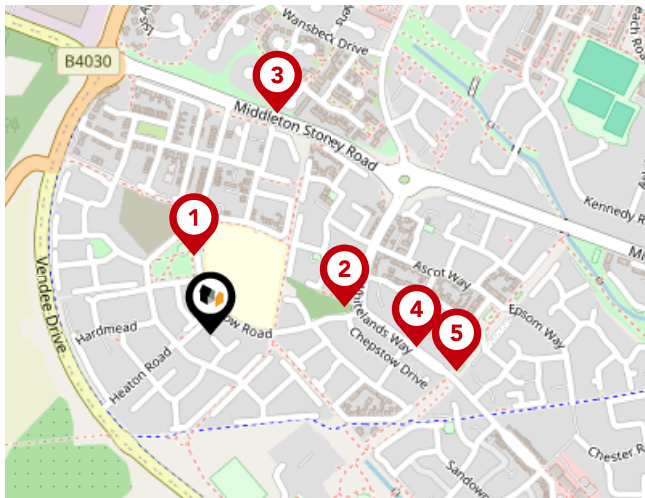 Wansbeck Drive
B4030
3
Middleton Stoney Road
1
Kennedy R
2
Ascot Way
Vendee Drive
Whitelands Way
4
5
Epsom Way
ow Road
Hardmead
Chepstow Drive
Heaton Road
Chester R
Sandown